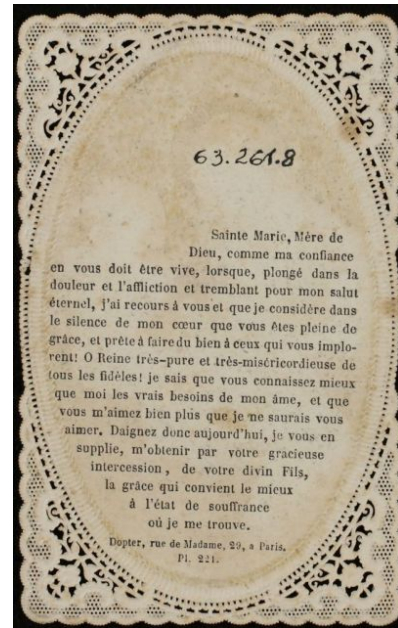 63.261.8
Sainte Marie, Mère de
Dieu, comme ma confiance
en vous doit être vive, lorsque, plongé dans la
douleur et l'affliction et tremblant pour mon salut
éternel, j'ai recours à vous et que je considère dans
le silence de mon cœur que vous êtes pleine de
grâce, et prête à faire du bien à ceux qui vous implo-
rent! O Reine très-pure et très-miséricordieuse de
tous les fidèles! je sais que vous connaissez mieux
que moi les vrais besoins de mon âme, et que
vous m'aimez bien plus que je ne saurais vous
aimer. Daignez donc aujourd'hui, je vous en
supplie, m'obtenir par votre gracieuse
intercession, de votre divin Fils,
la grâce qui convient le mieux
à l'état de souffrance
où je me trouve.
Dopter, rue de Madame, 29, a Paris.
Pl. 221.